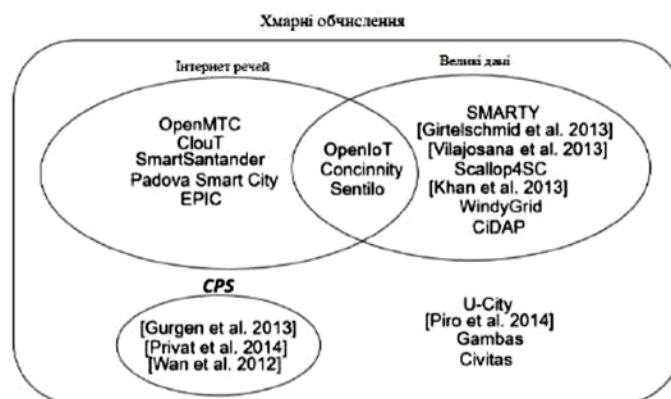 Хмарні обчислення
Інтернет речей
Великі дані
OpenMTC
ClouT
SmartSantander
Padova Smart City
EPIC
OpenIoT
Concinnity
Sentilo
SMARTY
[Girtelschmid et al. 2013]
[Vilajosana et al. 2013]
Scallop4SC
[Khan et al. 2013]
WindyGrid
CiDAP
CPS
[Gurgen et al. 2013]
[Privat et al. 2014]
[Wan et al. 2012]
U-City
[Piro et al. 2014]
Gambas
Civitas